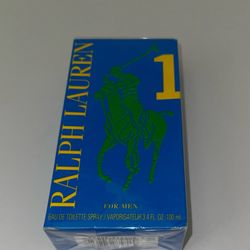 RALPH LAUREN
1
FOR MEN
EAU DE TOILETTE SPRAY / VAPORISATEUR 3.4 FL. OZ. 100 ml